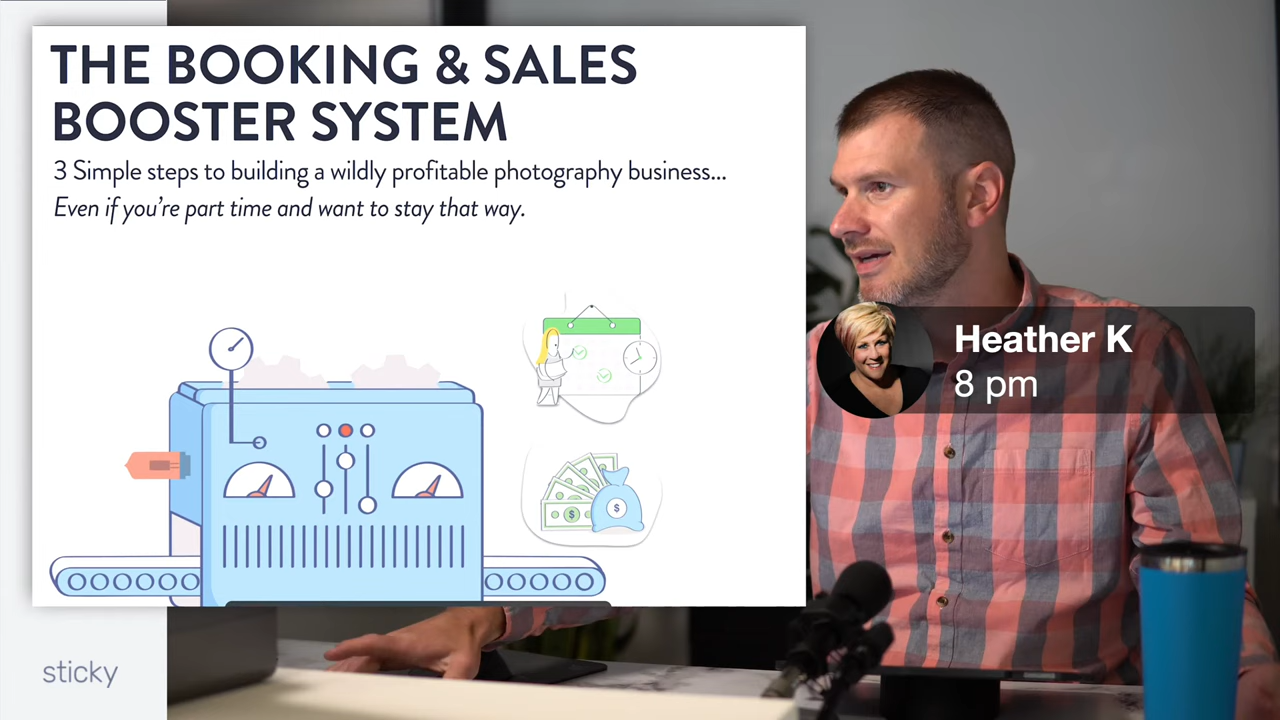 THE BOOKING & SALES
BOOSTER SYSTEM
3 Simple steps to building a wildly profitable photography business...
Even if you’re part time and want to stay that way.
$
$
$
Heather K
8 pm
sticky